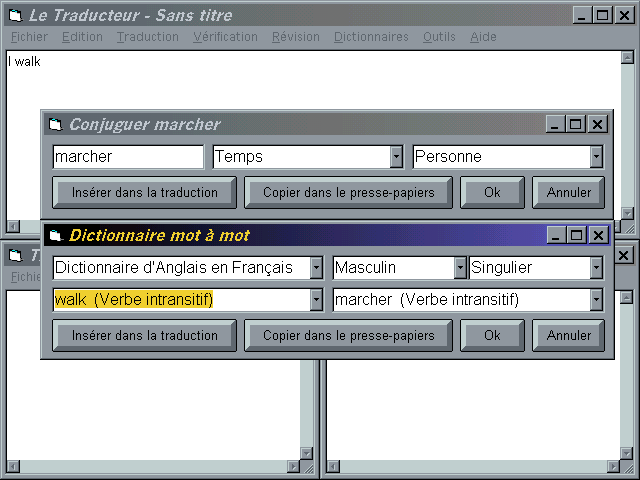 Le Traducteur - Sans titre
Fichier Edition Traduction Vérification Révision Dictionnaires Outils Aide
I walk
Conjuguer marcher
marcher Temps Personne
Insérer dans la traduction Copier dans le presse-papiers Ok Annuler
Dictionnaire mot à mot
Dictionnaire d'Anglais en Français Masculin Singulier
walk (Verbe intransitif) marcher (Verbe intransitif)
Insérer dans la traduction Copier dans le presse-papiers Ok Annuler